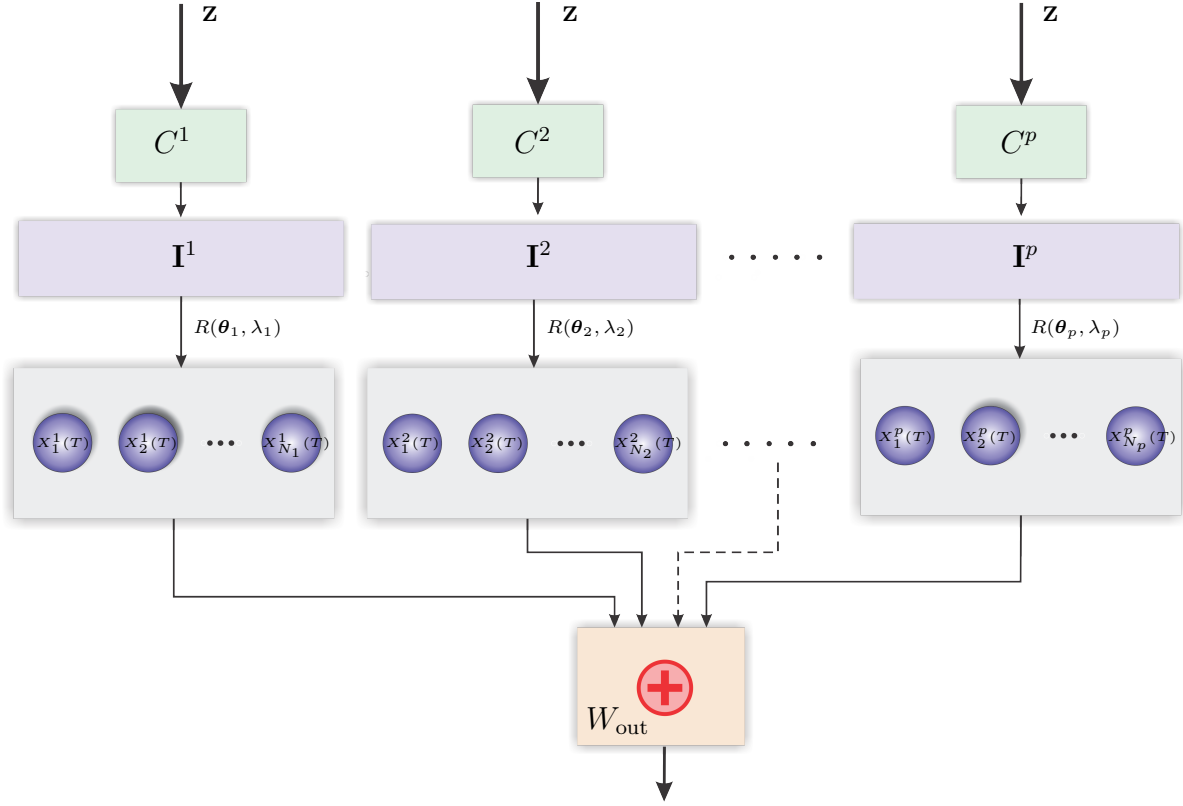 z z z
C^1 C^2 C^p
I^1 I^2 · · · · · I^p
R(θ_1, λ_1) R(θ_2, λ_2) R(θ_p, λ_p)
X^1_1(T) X^1_2(T) ··· X^1_{N_1}(T) X^2_1(T) X^2_2(T) ··· X^2_{N_2}(T) · · · · · X^p_1(T) X^p_2(T) ··· X^p_{N_p}(T)
W_out